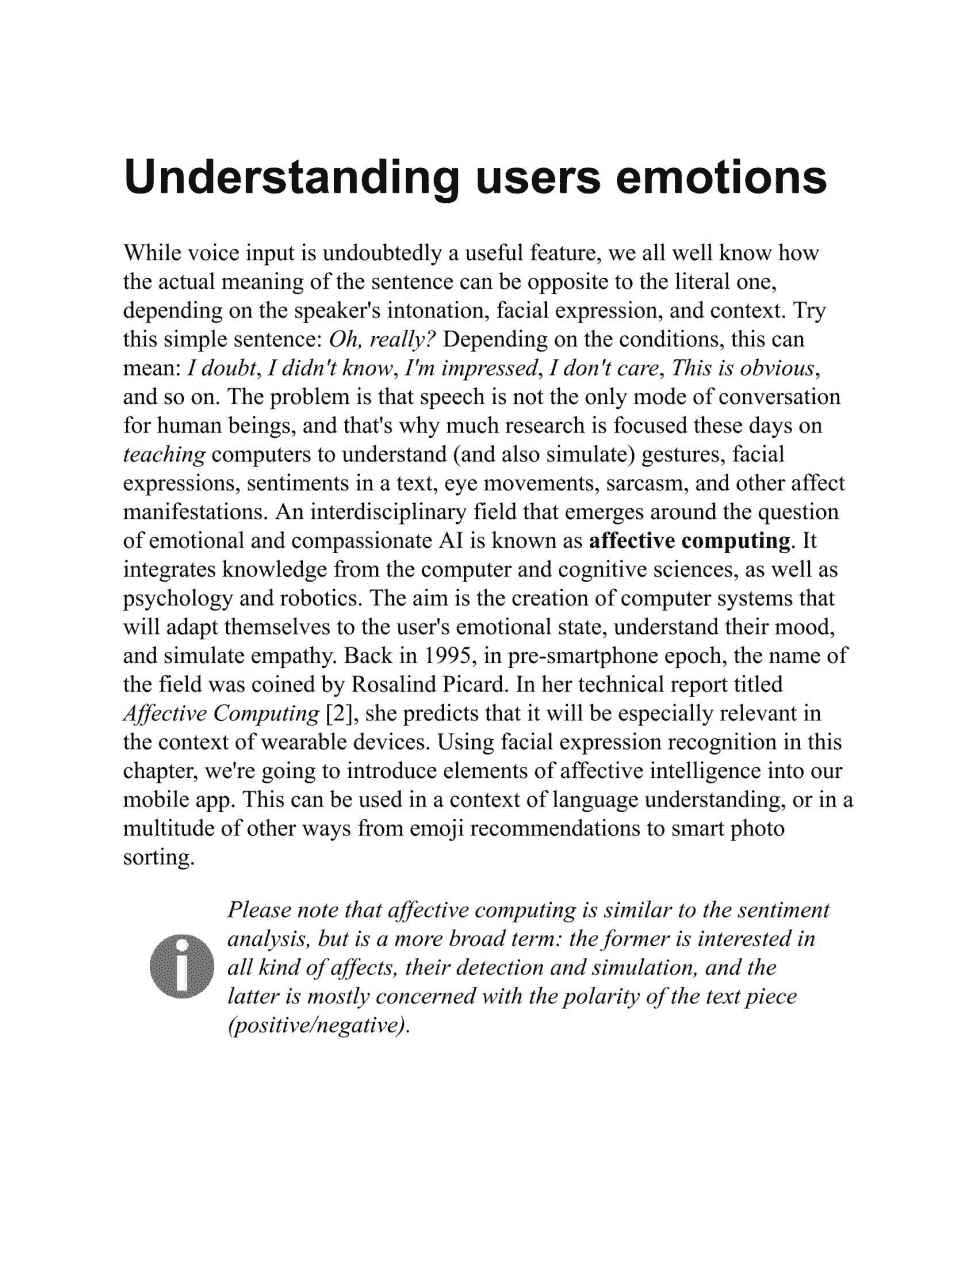 Understanding users emotions
While voice input is undoubtedly a useful feature, we all well know how
the actual meaning of the sentence can be opposite to the literal one,
depending on the speaker's intonation, facial expression, and context. Try
this simple sentence: Oh, really? Depending on the conditions, this can
mean: I doubt, I didn't know, I'm impressed, I don't care, This is obvious,
and so on. The problem is that speech is not the only mode of conversation
for human beings, and that's why much research is focused these days on
teaching computers to understand (and also simulate) gestures, facial
expressions, sentiments in a text, eye movements, sarcasm, and other affect
manifestations. An interdisciplinary field that emerges around the question
of emotional and compassionate AI is known as affective computing. It
integrates knowledge from the computer and cognitive sciences, as well as
psychology and robotics. The aim is the creation of computer systems that
will adapt themselves to the user's emotional state, understand their mood,
and simulate empathy. Back in 1995, in pre-smartphone epoch, the name of
the field was coined by Rosalind Picard. In her technical report titled
Affective Computing [2], she predicts that it will be especially relevant in
the context of wearable devices. Using facial expression recognition in this
chapter, we're going to introduce elements of affective intelligence into our
mobile app. This can be used in a context of language understanding, or in a
multitude of other ways from emoji recommendations to smart photo
sorting.
Please note that affective computing is similar to the sentiment
analysis, but is a more broad term: the former is interested in
all kind of affects, their detection and simulation, and the
latter is mostly concerned with the polarity of the text piece
(positive/negative).